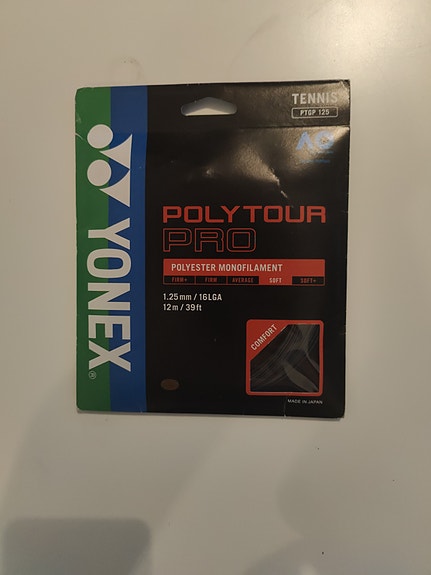 TENNIS
PTGP 125
AO
YONEX®
POLYTOUR
PRO
POLYESTER MONOFILAMENT
FIRM+ FIRM AVERAGE SOFT SOFT+
1.25mm / 16LGA
12m / 39ft
COMFORT
MADE IN JAPAN